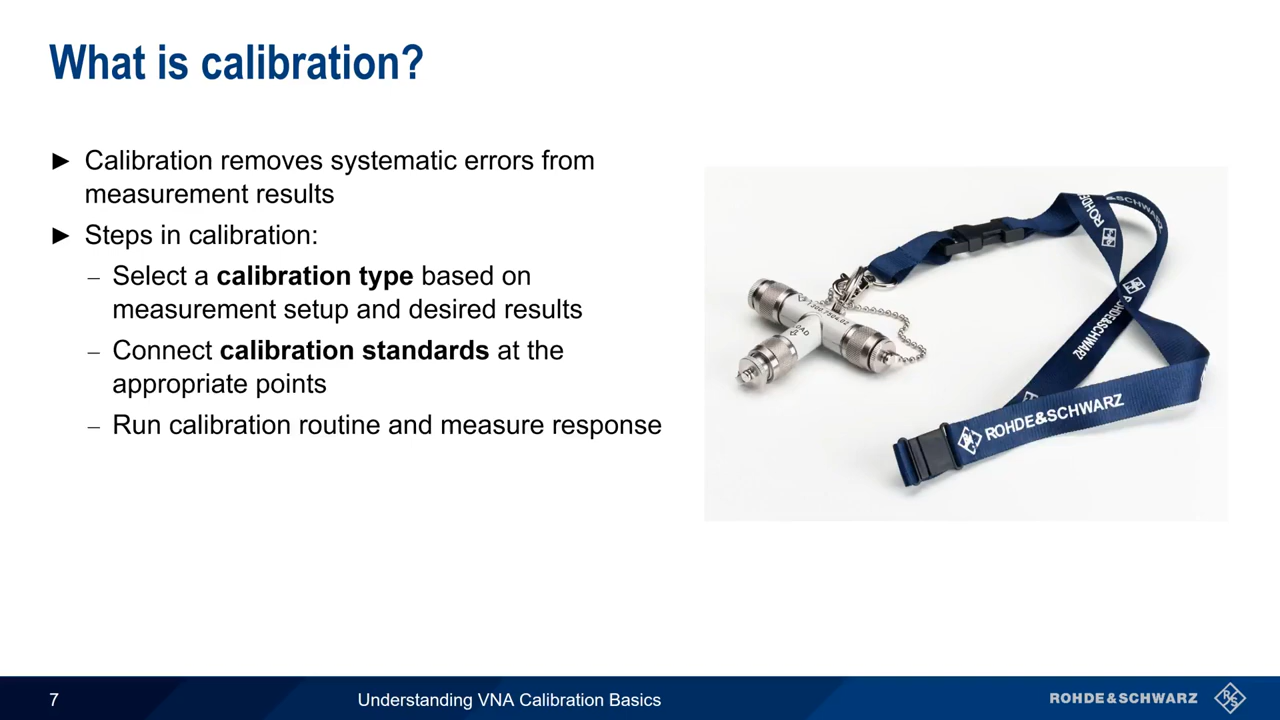 What is calibration?
► Calibration removes systematic errors from
measurement results
► Steps in calibration:
– Select a calibration type based on
measurement setup and desired results
– Connect calibration standards at the
appropriate points
– Run calibration routine and measure response
ROHDE&SCHWARZ
ROHDE&SCHWARZ
7
Understanding VNA Calibration Basics
ROHDE&SCHWARZ